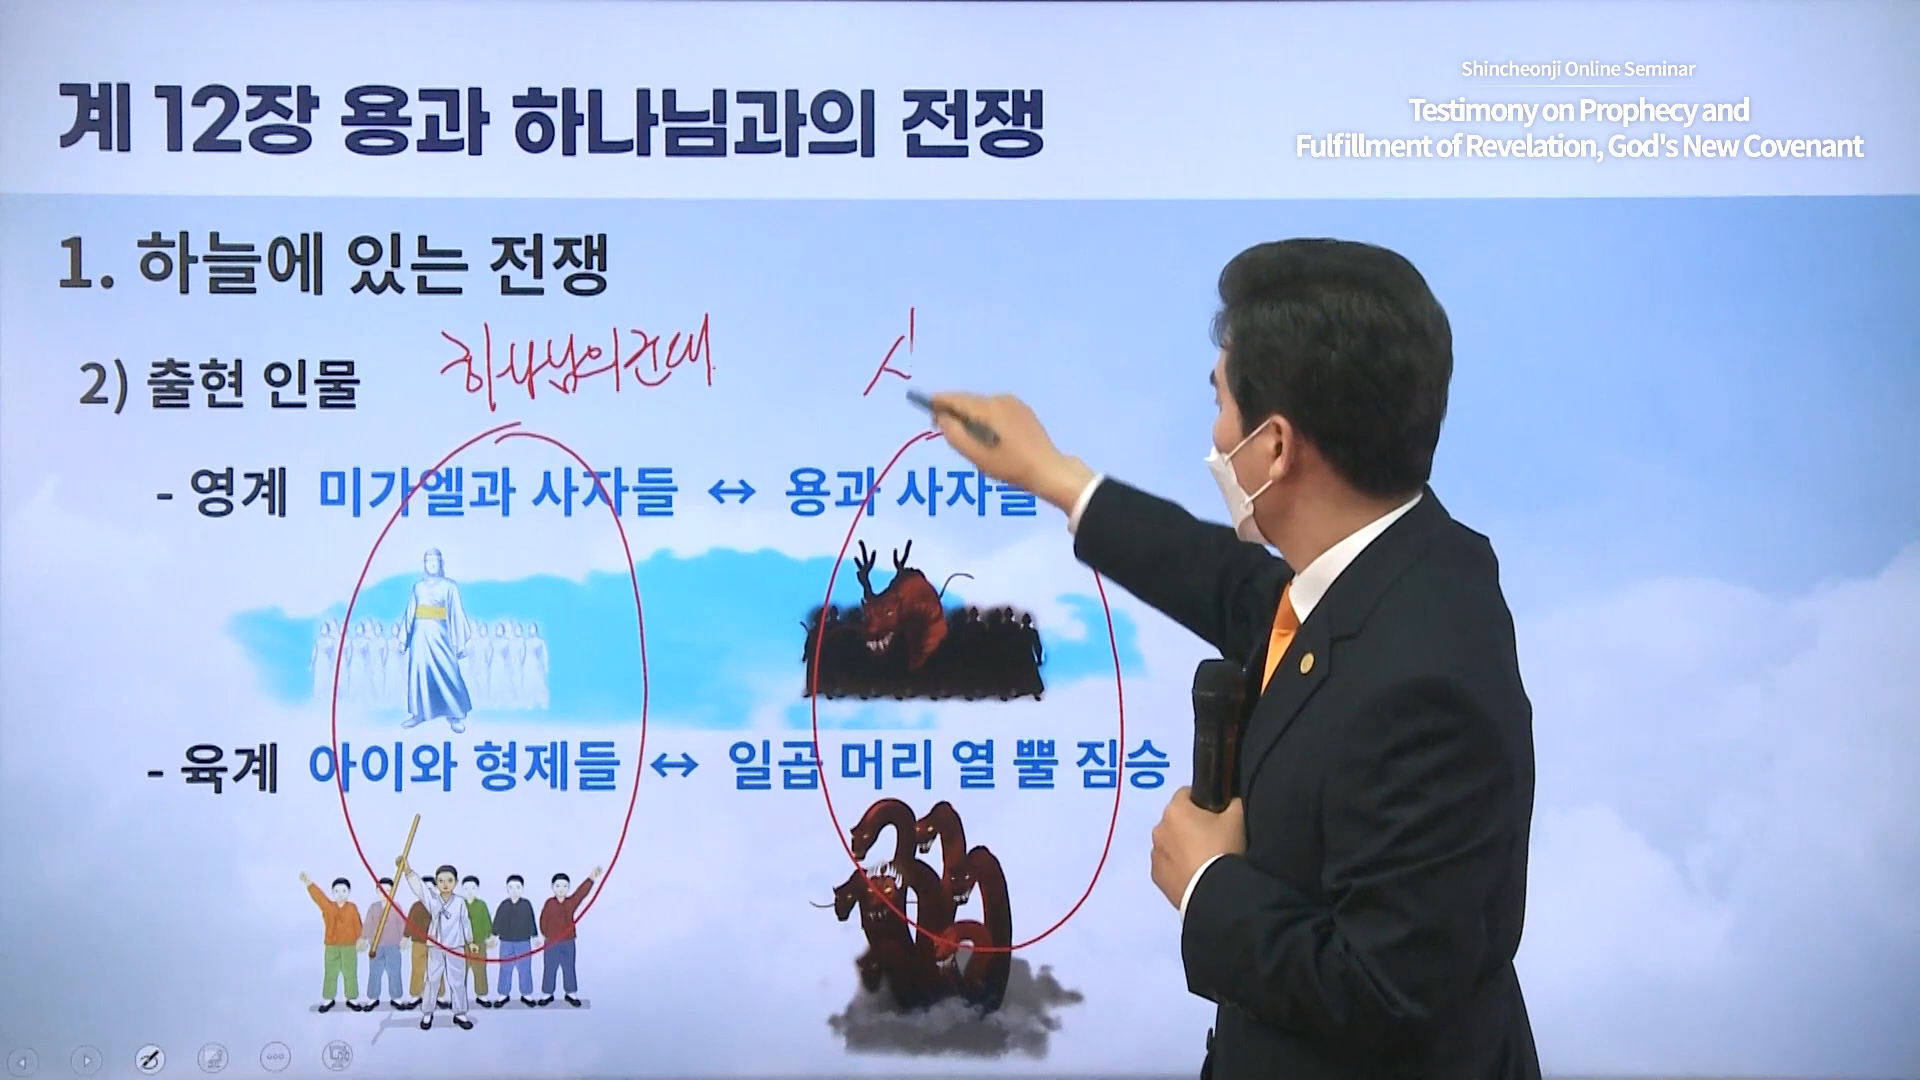 계 12장 용과 하나님과의 전쟁
Shincheonji Online Seminar
Testimony on Prophecy and
Fulfillment of Revelation, God's New Covenant
1. 하늘에 있는 전쟁
하나님의 군대 시
2) 출현 인물
- 영계 미가엘과 사자들 ↔ 용과 사자들
- 육계 아이와 형제들 ↔ 일곱 머리 열 뿔 짐승